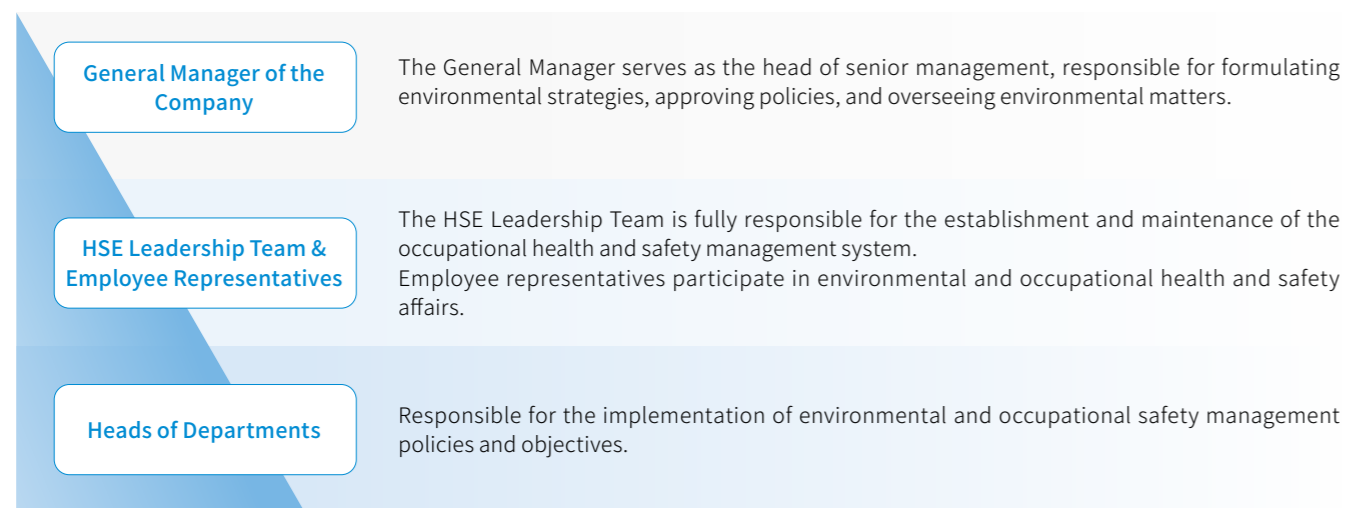 General Manager of the
Company
The General Manager serves as the head of senior management, responsible for formulating
environmental strategies, approving policies, and overseeing environmental matters.
HSE Leadership Team &
Employee Representatives
The HSE Leadership Team is fully responsible for the establishment and maintenance of the
occupational health and safety management system.
Employee representatives participate in environmental and occupational health and safety
affairs.
Heads of Departments
Responsible for the implementation of environmental and occupational safety management
policies and objectives.